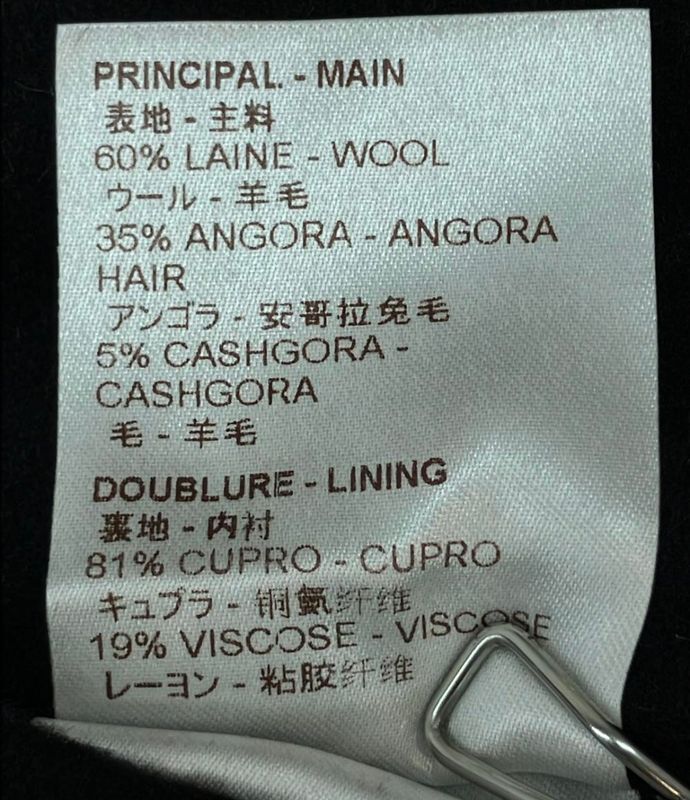 PRINCIPAL - MAIN
表地 - 主料
60% LAINE - WOOL
ウール - 羊毛
35% ANGORA - ANGORA
HAIR
アンゴラ - 安哥拉兔毛
5% CASHGORA -
CASHGORA
毛 - 羊毛
DOUBLURE - LINING
裏地 - 内衬
81% CUPRO - CUPRO
キュプラ - 铜氨纤维
19% VISCOSE - VISCOSE
レーヨン - 粘胶纤维